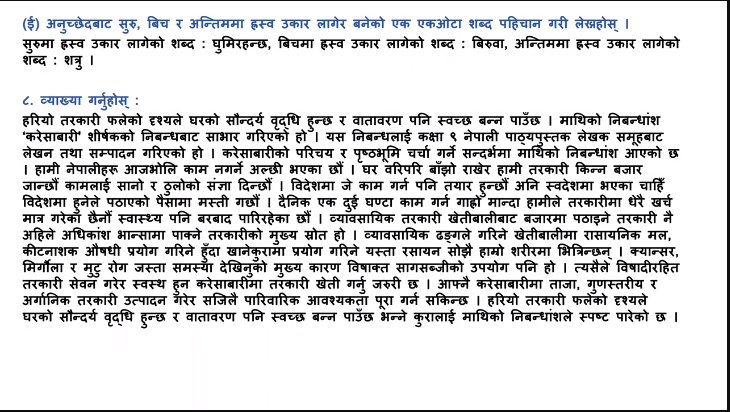 (ई) अनुच्छेदबाट सुरु, बिच र अन्तिममा ह्रस्व उकार लागेर बनेको एक एकओटा शब्द पहिचान गरी लेख्नहोस् ।
सुरुमा ह्रस्व उकार लागेको शब्द : घुमिरहन्छ, बिचमा ह्रस्व उकार लागेको शब्द : बिरुवा, अन्तिममा ह्रस्व उकार लागेको
शब्द : शत्रु ।
८. व्याख्या गर्नुहोस् :
हरियो तरकारी फलेको दृश्यले घरको सौन्दर्य वृद्धि हुन्छ र वातावरण पनि स्वच्छ बन्न पाउँछ । माथिको निबन्धांश
'करेसाबारी' शीर्षकको निबन्धबाट साभार गरिएको हो । यस निबन्धलाई कक्षा ९ नेपाली पाठ्यपुस्तक लेखक समूहबाट
लेखन तथा सम्पादन गरिएको हो । करेसाबारीको परिचय र पृष्ठभूमि चर्चा गर्ने सन्दर्भमा माथिको निबन्धांश आएको छ
। हामी नेपालीहरू आजभोलि काम नगर्ने अल्छी भएका छौं । घर वरिपरि बाँझो राखेर हामी तरकारी किन्न बजार
जान्छौं कामलाई सानो र ठुलोको संज्ञा दिन्छौं । विदेशमा जे काम गर्न पनि तयार हुन्छौं अनि स्वदेशमा भएका चाहिँ
विदेशमा हुनेले पठाएको पैसामा मस्ती गर्छौं । दैनिक एक दुई घण्टा काम गर्न गाह्रो मान्दा हामीले तरकारीमा धेरै खर्च
मात्र गरेका छैनौं स्वास्थ्य पनि बरबाद पारिरहेका छौं । व्यावसायिक तरकारी खेतीबालीबाट बजारमा पठाइने तरकारी नै
अहिले अधिकांश भान्सामा पाक्ने तरकारीको मुख्य स्रोत हो । व्यावसायिक ढङ्गले गरिने खेतीबालीमा रासायनिक मल,
कीटनाशक औषधी प्रयोग गरिने हुँदा खानेकुरामा प्रयोग गरिने यस्ता रसायन सोझै हाम्रो शरीरमा भित्रिन्छन् । क्यान्सर,
मिर्गौला र मुटु रोग जस्ता समस्या देखिनुको मुख्य कारण विषाक्त सागसब्जीको उपयोग पनि हो । त्यसैले विषादीरहित
तरकारी सेवन गरेर स्वस्थ हुन करेसाबारीमा तरकारी खेती गर्नु जरुरी छ । आफ्नै करेसाबारीमा ताजा, गुणस्तरीय र
अर्गानिक तरकारी उत्पादन गरेर सजिलै पारिवारिक आवश्यकता पूरा गर्न सकिन्छ । हरियो तरकारी फलेको दृश्यले
घरको सौन्दर्य वृद्धि हुन्छ र वातावरण पनि स्वच्छ बन्न पाउँछ भन्ने कुरालाई माथिको निबन्धांशले स्पष्ट पारेको छ ।